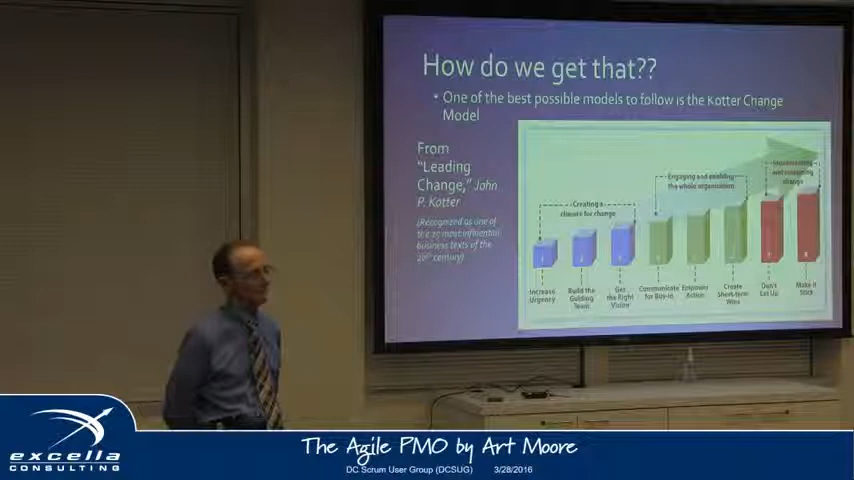 How do we get that??
• One of the best possible models to follow is the Kotter Change
Model
From
"Leading
Change," John
P. Kotter
(Recognized as one of
the 25 most influential
business texts of the
20th century)
Creating a
climate for change
Engaging and enabling
the whole organization
Implementing
and sustaining
change
1
2
3
Increase
Urgency
Build the
Guiding
Team
Get
the Right
Vision
Communicate
for Buy-in
Empower
Action
Create
Short-term
Wins
Don't
Let Up
Make It
Stick
excella
CONSULTING
The Agile PMO by Art Moore
DC Scrum User Group (DCSUG) 3/28/2016